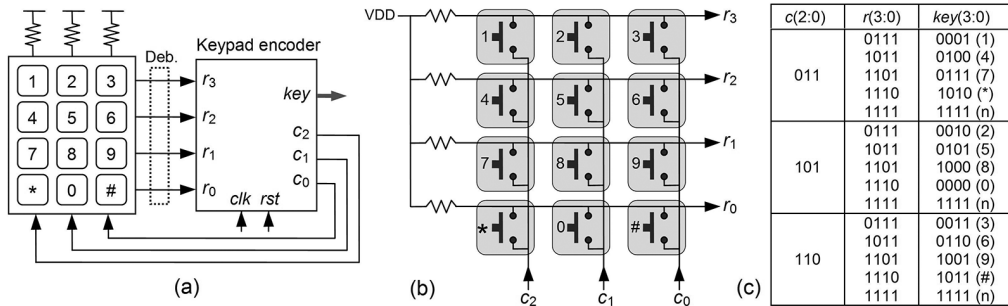 Deb.
Keypad encoder
1 2 3
4 5 6
7 8 9
* 0 #
r3
r2
r1
r0
key
c2
c1
c0
clk rst
(a)
VDD
1 2 3 r3
4 5 6 r2
7 8 9 r1
* 0 # r0
c2 c1 c0
(b)
(c)
c(2:0) r(3:0) key(3:0)
011
0111 0001 (1)
1011 0100 (4)
1101 0111 (7)
1110 1010 (*)
1111 1111 (n)
101
0111 0010 (2)
1011 0101 (5)
1101 1000 (8)
1110 0000 (0)
1111 1111 (n)
110
0111 0011 (3)
1011 0110 (6)
1101 1001 (9)
1110 1011 (#)
1111 1111 (n)